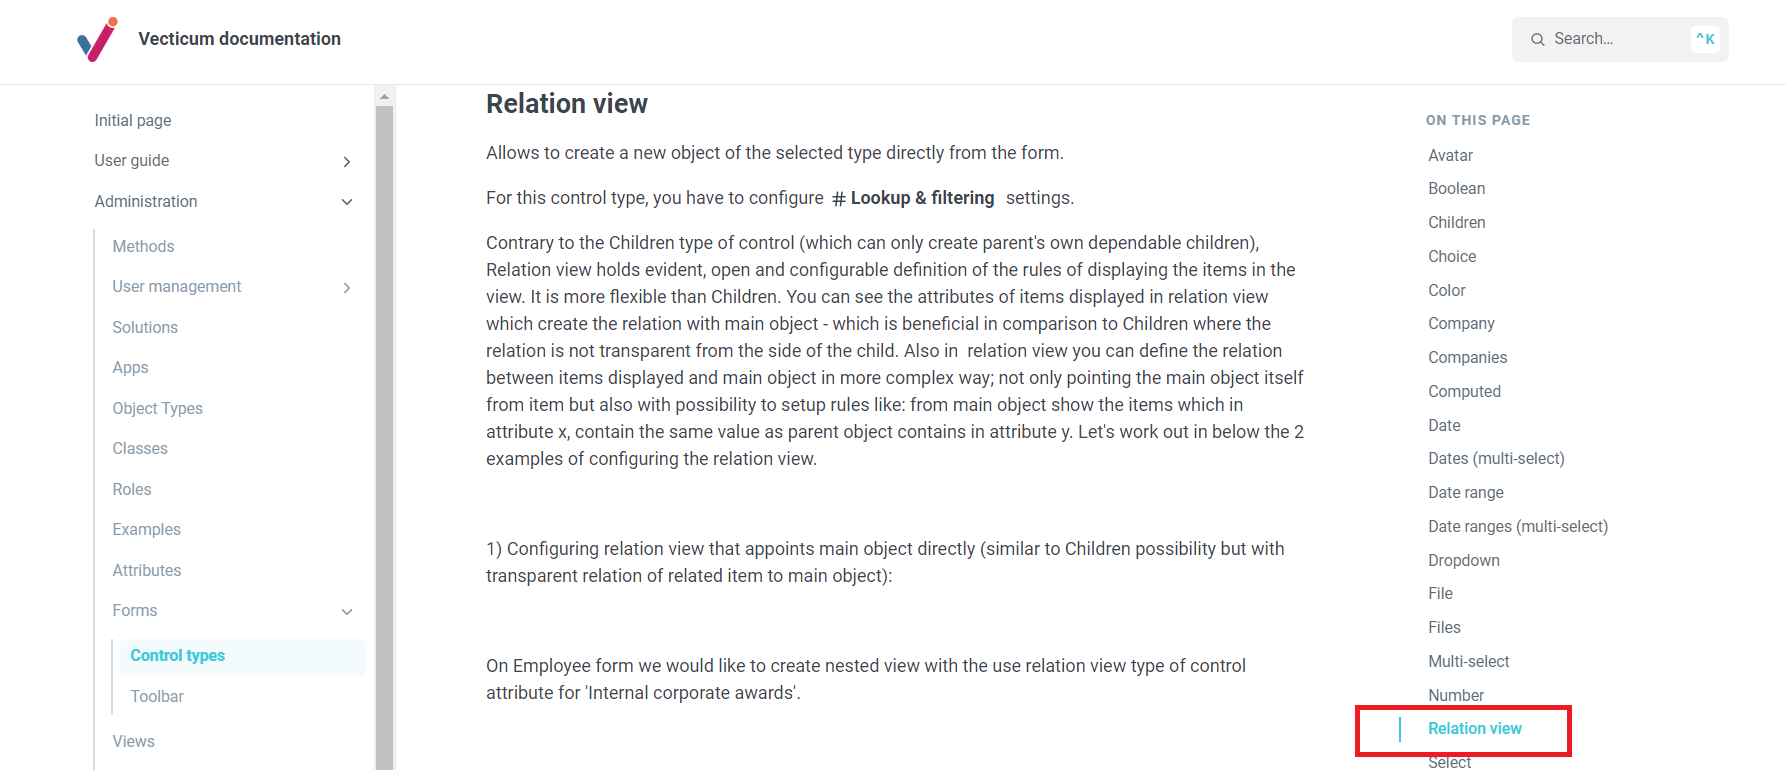 Vecticum documentation
Search...
^K
Initial page
User guide
Administration
Methods
User management
Solutions
Apps
Object Types
Classes
Roles
Examples
Attributes
Forms
Control types
Toolbar
Views
Relation view
Allows to create a new object of the selected type directly from the form.
For this control type, you have to configure # Lookup & filtering settings.
Contrary to the Children type of control (which can only create parent's own dependable children),
Relation view holds evident, open and configurable definition of the rules of displaying the items in the
view. It is more flexible than Children. You can see the attributes of items displayed in relation view
which create the relation with main object - which is beneficial in comparison to Children where the
relation is not transparent from the side of the child. Also in relation view you can define the relation
between items displayed and main object in more complex way; not only pointing the main object itself
from item but also with possibility to setup rules like: from main object show the items which in
attribute x, contain the same value as parent object contains in attribute y. Let's work out in below the 2
examples of configuring the relation view.
1) Configuring relation view that appoints main object directly (similar to Children possibility but with
transparent relation of related item to main object):
On Employee form we would like to create nested view with the use relation view type of control
attribute for 'Internal corporate awards'.
ON THIS PAGE
Avatar
Boolean
Children
Choice
Color
Company
Companies
Computed
Date
Dates (multi-select)
Date range
Date ranges (multi-select)
Dropdown
File
Files
Multi-select
Number
Relation view
Select